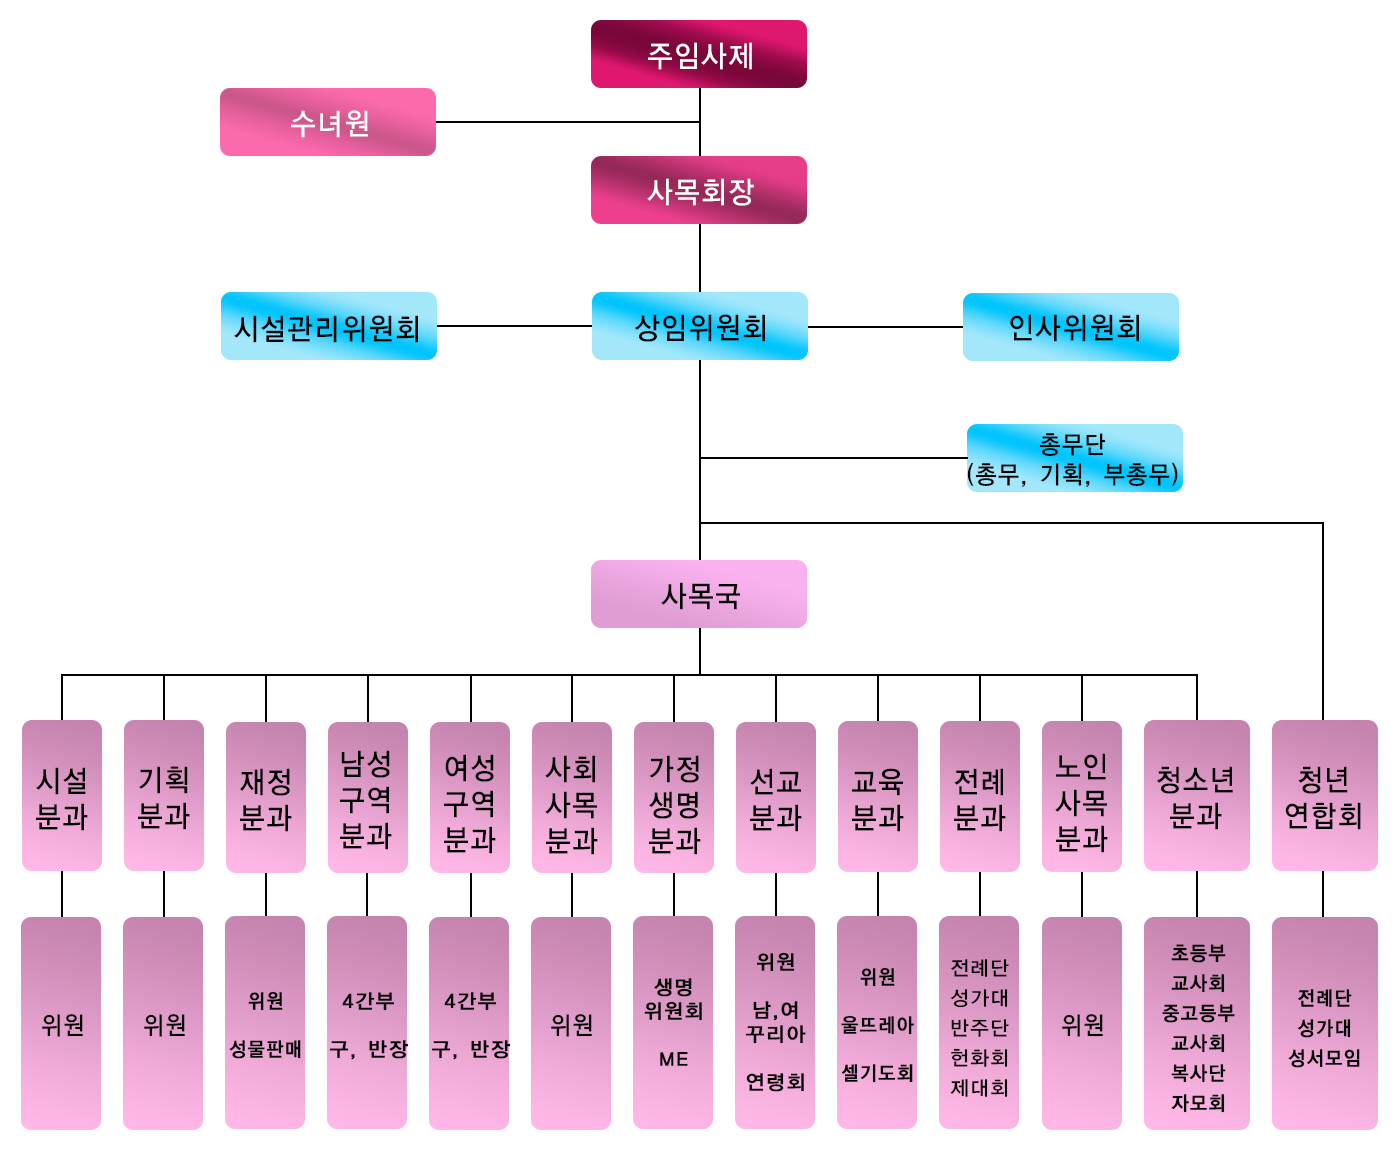 주임사제
수녀원
사목회장
시설관리위원회
상임위원회
인사위원회
총무단
(총무, 기획, 부총무)
사목국
시설
분과
기획
분과
재정
분과
남성
구역
분과
여성
구역
분과
사회
사목
분과
가정
생명
분과
선교
분과
교육
분과
전례
분과
노인
사목
분과
청소년
분과
청년
연합회
위원
위원
위원
성물판매
4간부
구, 반장
4간부
구, 반장
위원
생명
위원회
ME
위원
남,여
꾸리아
연령회
위원
울뜨레아
셀기도회
전례단
성가대
반주단
헌화회
제대회
위원
초등부
교사회
중고등부
교사회
복사단
자모회
전례단
성가대
성서모임